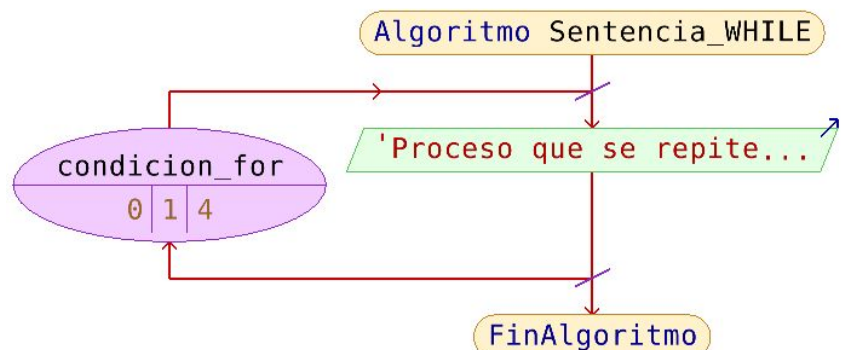 Algoritmo Sentencia_WHILE
'Proceso que se repite...
condicion_for
0 1 4
FinAlgoritmo